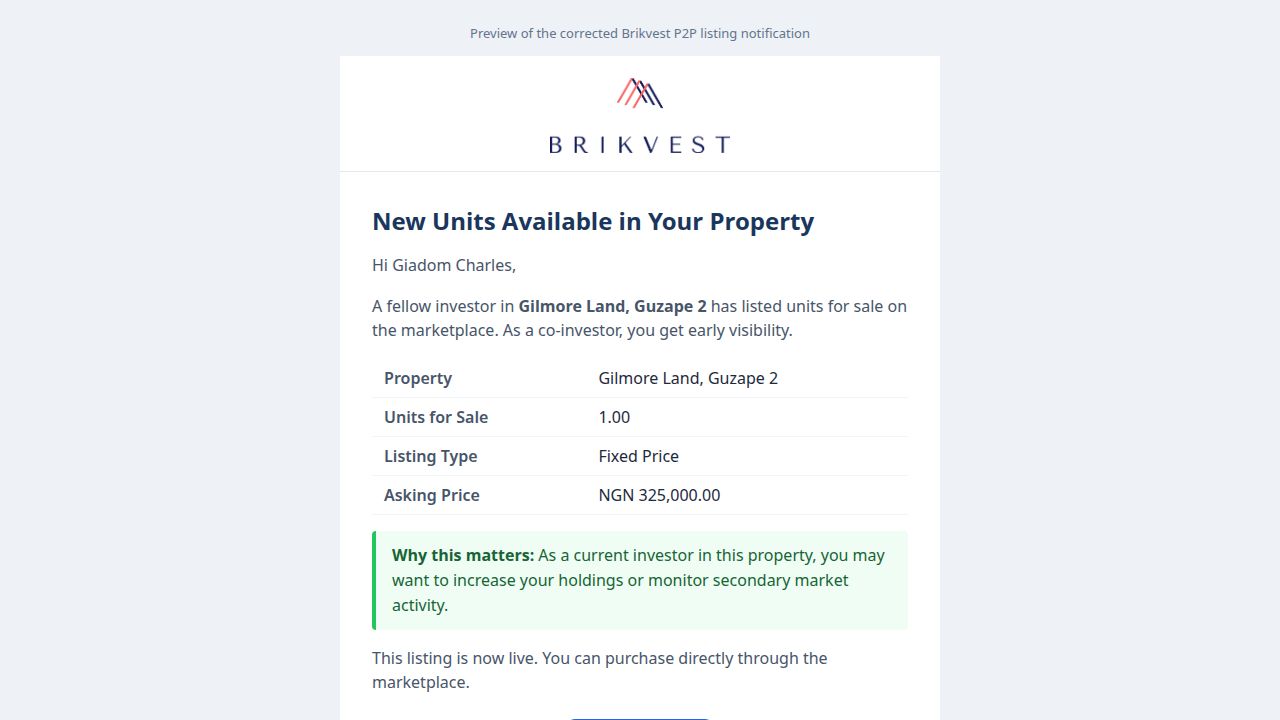 Preview of the corrected Brikvest P2P listing notification
BRIKVEST
New Units Available in Your Property
Hi Giadom Charles,
A fellow investor in Gilmore Land, Guzape 2 has listed units for sale on
the marketplace. As a co-investor, you get early visibility.
Property Gilmore Land, Guzape 2
Units for Sale 1.00
Listing Type Fixed Price
Asking Price NGN 325,000.00
Why this matters: As a current investor in this property, you may
want to increase your holdings or monitor secondary market
activity.
This listing is now live. You can purchase directly through the
marketplace.